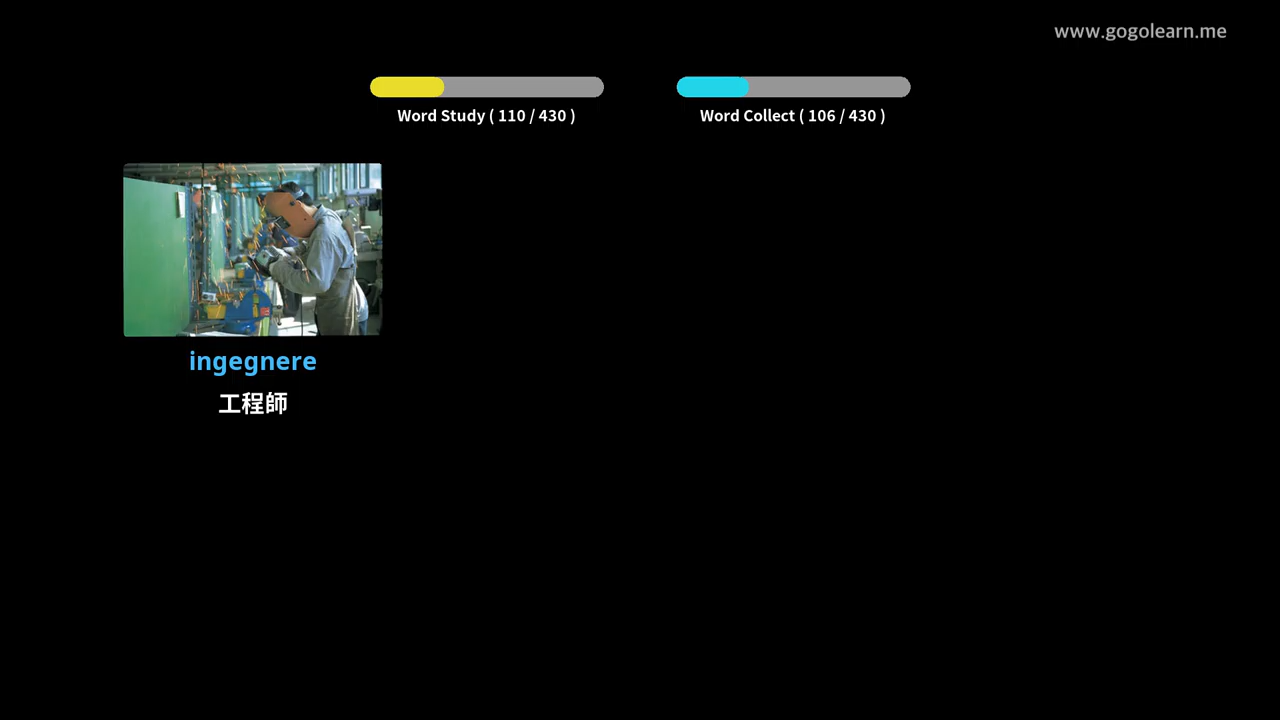 www.gogolearn.me
Word Study ( 110 / 430 )
Word Collect ( 106 / 430 )
ingegnere
工程師